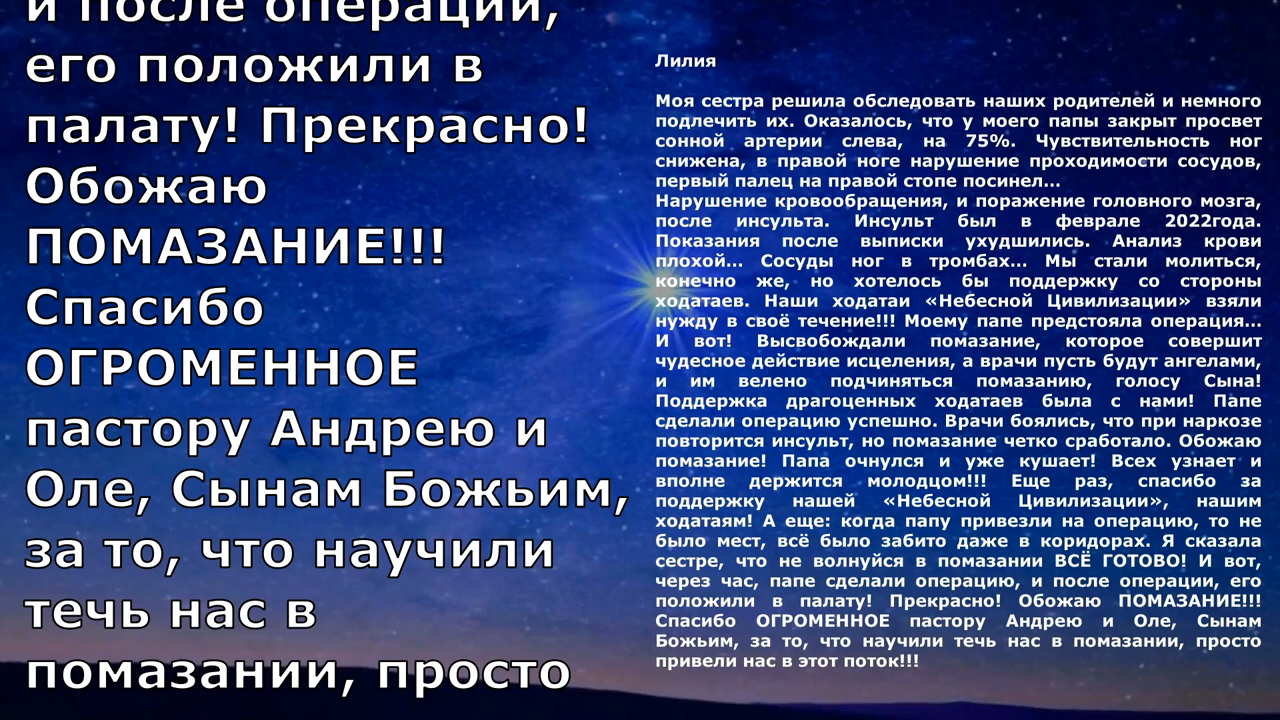 и после операции,
его положили в
палату! Прекрасно!
Обожаю
ПОМАЗАНИЕ!!!
Спасибо
ОГРОМЕННОЕ
пастору Андрею и
Оле, Сынам Божьим,
за то, что научили
течь нас в
помазании, просто
Лилия
Моя сестра решила обследовать наших родителей и немного
подлечить их. Оказалось, что у моего папы закрыт просвет
сонной артерии слева, на 75%. Чувствительность ног
снижена, в правой ноге нарушение проходимости сосудов,
первый палец на правой стопе посинел...
Нарушение кровообращения, и поражение головного мозга,
после инсульта. Инсульт был в феврале 2022года.
Показания после выписки ухудшились. Анализ крови
плохой... Сосуды ног в тромбах... Мы стали молиться,
конечно же, но хотелось бы поддержку со стороны
ходатаев. Наши ходатаи «Небесной Цивилизации» взяли
нужду в своё течение!!! Моему папе предстояла операция...
И вот! Высвобождали помазание, которое совершит
чудесное действие исцеления, а врачи пусть будут ангелами,
и им велено подчиняться помазанию, голосу Сына!
Поддержка драгоценных ходатаев была с нами! Папе
сделали операцию успешно. Врачи боялись, что при наркозе
повторится инсульт, но помазание четко сработало. Обожаю
помазание! Папа очнулся и уже кушает! Всех узнает и
вполне держится молодцом!!! Еще раз, спасибо за
поддержку нашей «Небесной Цивилизации», нашим
ходатаям! А еще: когда папу привезли на операцию, то не
было мест, всё было забито даже в коридорах. Я сказала
сестре, что не волнуйся в помазании ВСЁ ГОТОВО! И вот,
через час, папе сделали операцию, и после операции, его
положили в палату! Прекрасно! Обожаю ПОМАЗАНИЕ!!!
Спасибо ОГРОМЕННОЕ пастору Андрею и Оле, Сынам
Божьим, за то, что научили течь нас в помазании, просто
привели нас в этот поток!!!